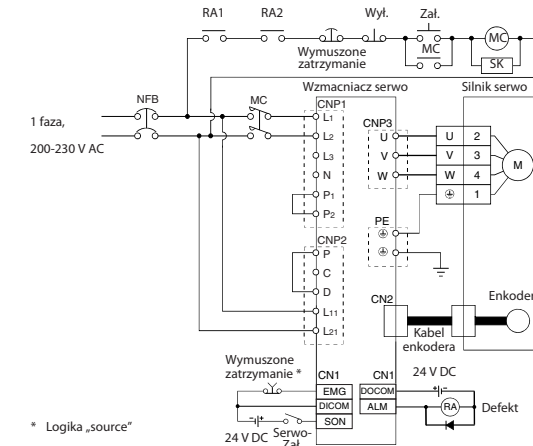 RA1
RA2
Wył.
Zał.
MC
Wymuszone
zatrzymanie
MC
SK
Wzmacniacz serwo
Silnik serwo
NFB
MC
CNP1
1 faza,
200-230 V AC
L1
L2
L3
N
P1
P2
CNP3
U
V
W
U 2
V 3
W 4
1
M
PE
CNP2
P
C
D
L11
L21
CN2
Enkoder
Kabel
enkodera
Wymuszone
zatrzymanie *
CN1
CN1
24 V DC
EMG
DICOM
SON
DOCOM
ALM
RA
Defekt
24 V DC
Serwo-
Zał.
* Logika „source”